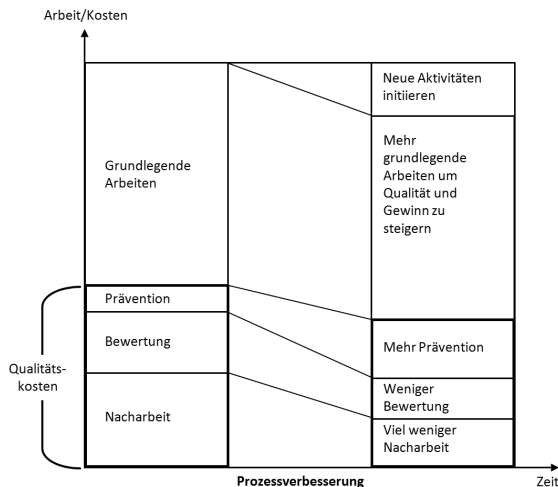 Arbeit/Kosten
Neue Aktivitäten
initiieren
Grundlegende
Arbeiten
Mehr
grundlegende
Arbeiten um
Qualität und
Gewinn zu
steigern
Prävention
Bewertung
Nacharbeit
Qualitäts-
kosten
Mehr Prävention
Weniger
Bewertung
Viel weniger
Nacharbeit
Prozessverbesserung
Zeit